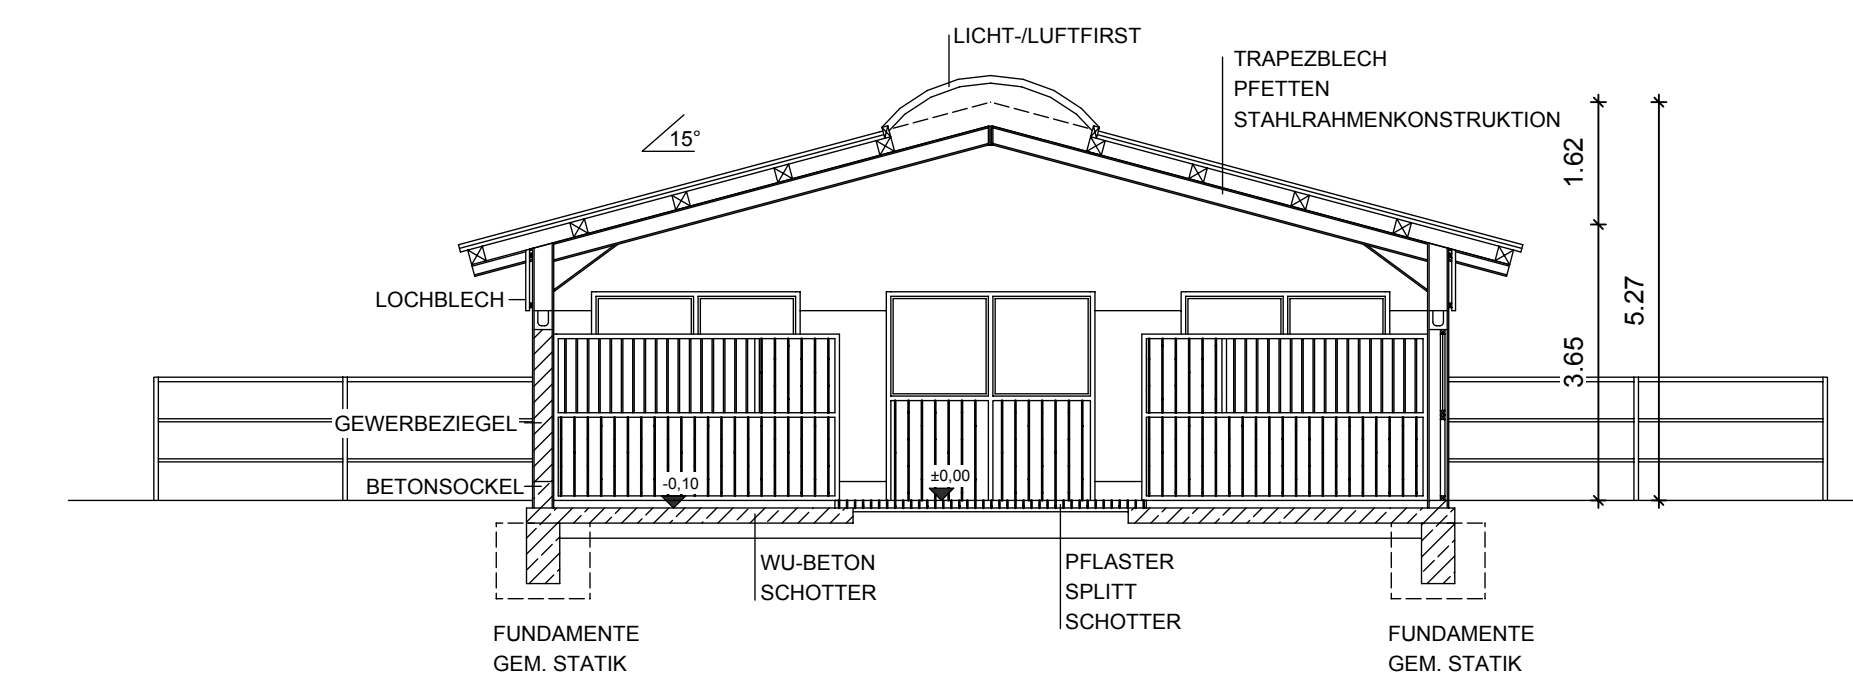 LICHT-/LUFTFIRST
TRAPEZBLECH
PFETTEN
STAHLRAHMENKONSTRUKTION
15°
1.62
5.27
3.65
LOCHBLECH
GEWERBEZIEGEL
BETONSOCKEL
-0,10
±0,00
WU-BETON
SCHOTTER
PFLASTER
SPLITT
SCHOTTER
FUNDAMENTE
GEM. STATIK
FUNDAMENTE
GEM. STATIK